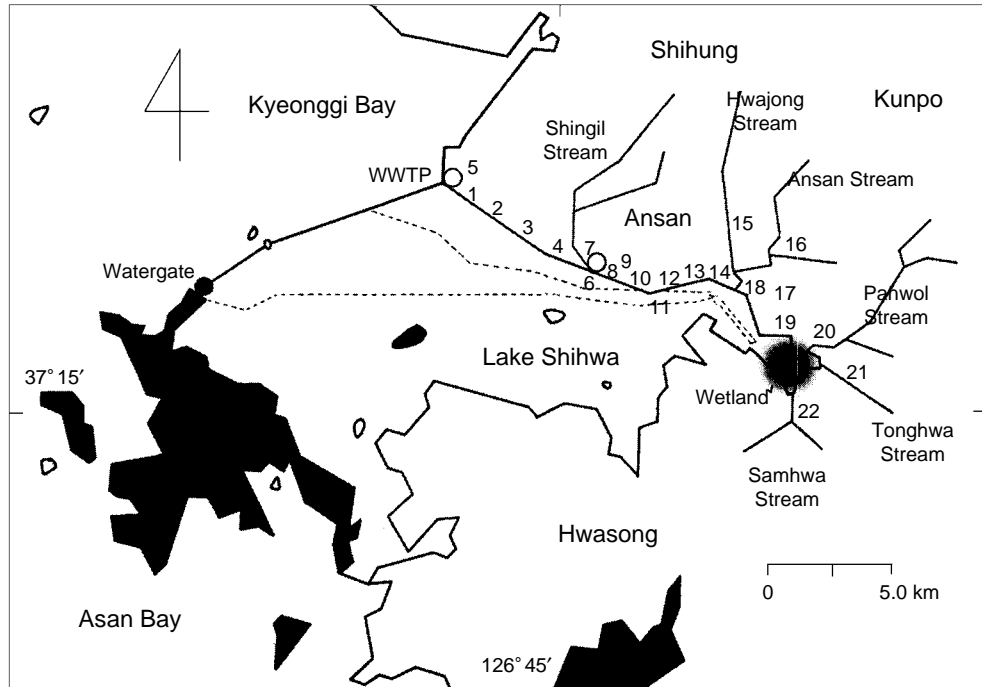 Shihung
Kyeonggi Bay
Hwajong
Stream
Kunpo
Shingil
Stream
WWTP
5
1
2
3
4
Ansan Stream
Ansan
15
16
7
9
8
6
10
12
13
14
11
18
17
Watergate
Panwol
Stream
19
20
21
22
Lake Shihwa
37° 15′
Wetland
Tonghwa
Stream
Samhwa
Stream
Hwasong
0
5.0 km
Asan Bay
126° 45′